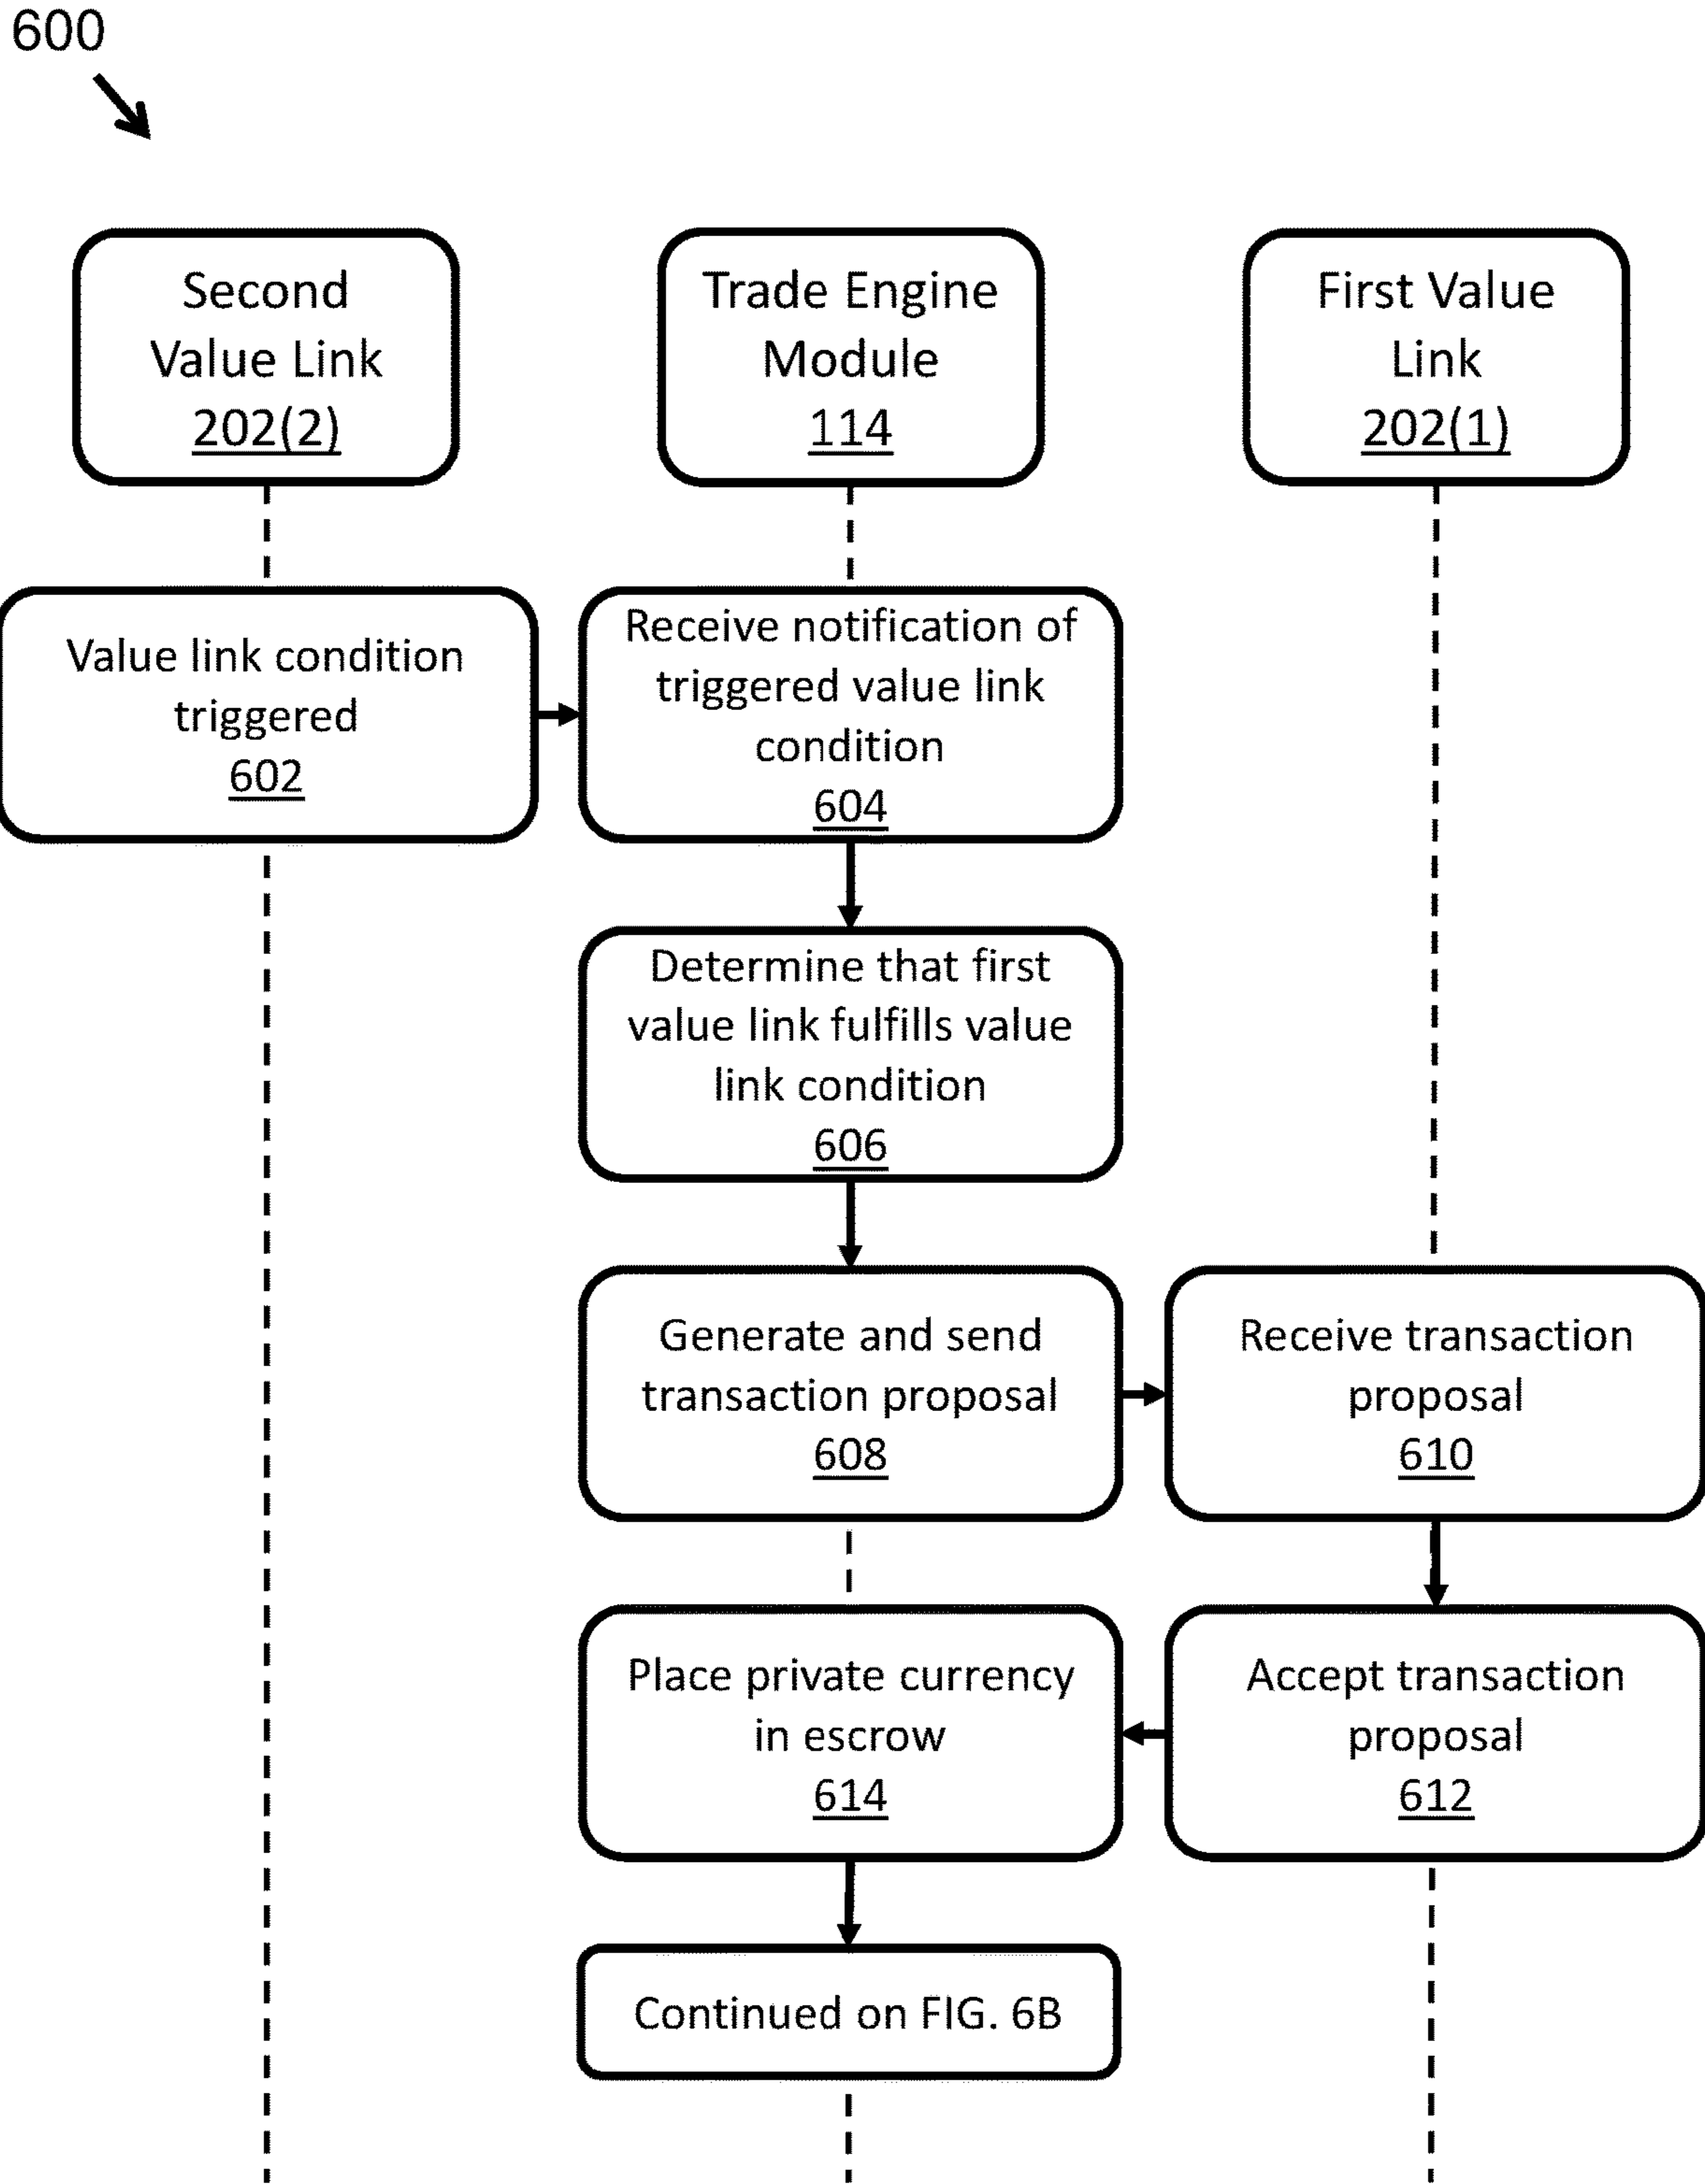 600
Second
Value Link
202(2)
Trade Engine
Module
114
First Value
Link
202(1)
Value link condition
triggered
602
Receive notification of
triggered value link
condition
604
Determine that first
value link fulfills value
link condition
606
Generate and send
transaction proposal
608
Receive transaction
proposal
610
Accept transaction
proposal
612
Place private currency
in escrow
614
Continued on FIG. 6B